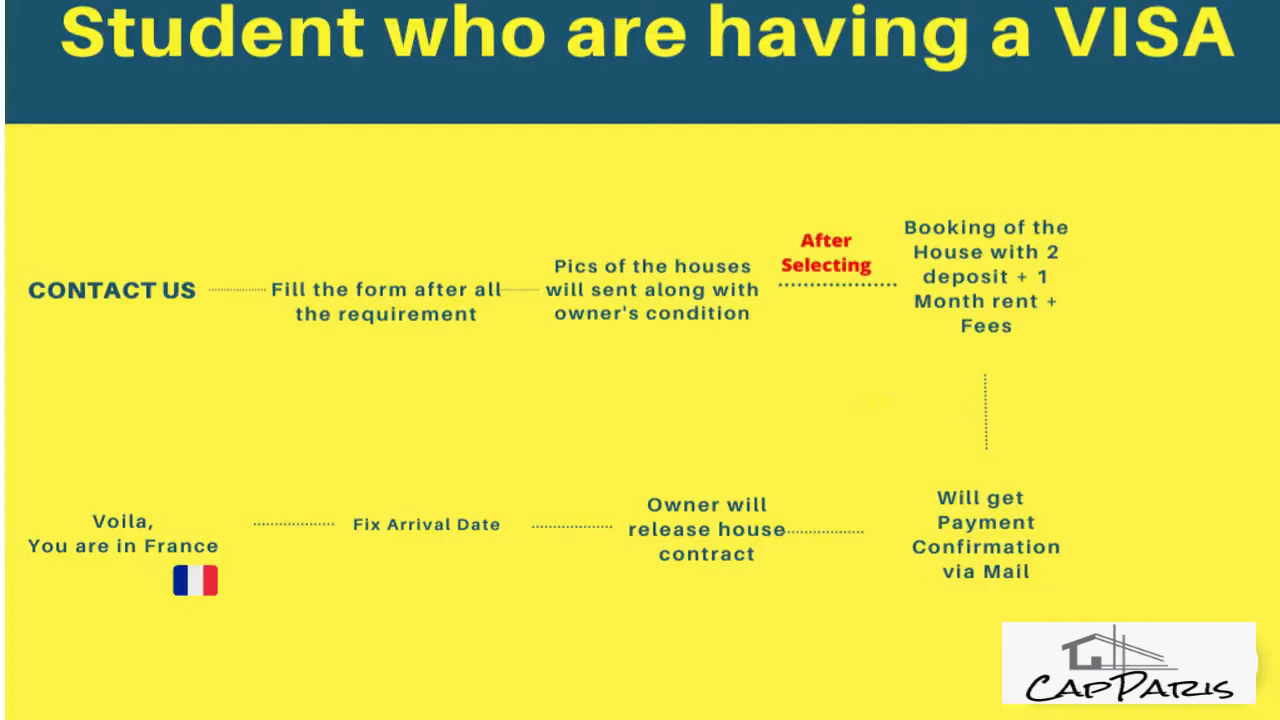 Student who are having a VISA
CONTACT US
Fill the form after all
the requirement
Pics of the houses
will sent along with
owner's condition
After
Selecting
Booking of the
House with 2
deposit + 1
Month rent +
Fees
Will get
Payment
Confirmation
via Mail
Owner will
release house
contract
Fix Arrival Date
Voila,
You are in France
CAPPARIS